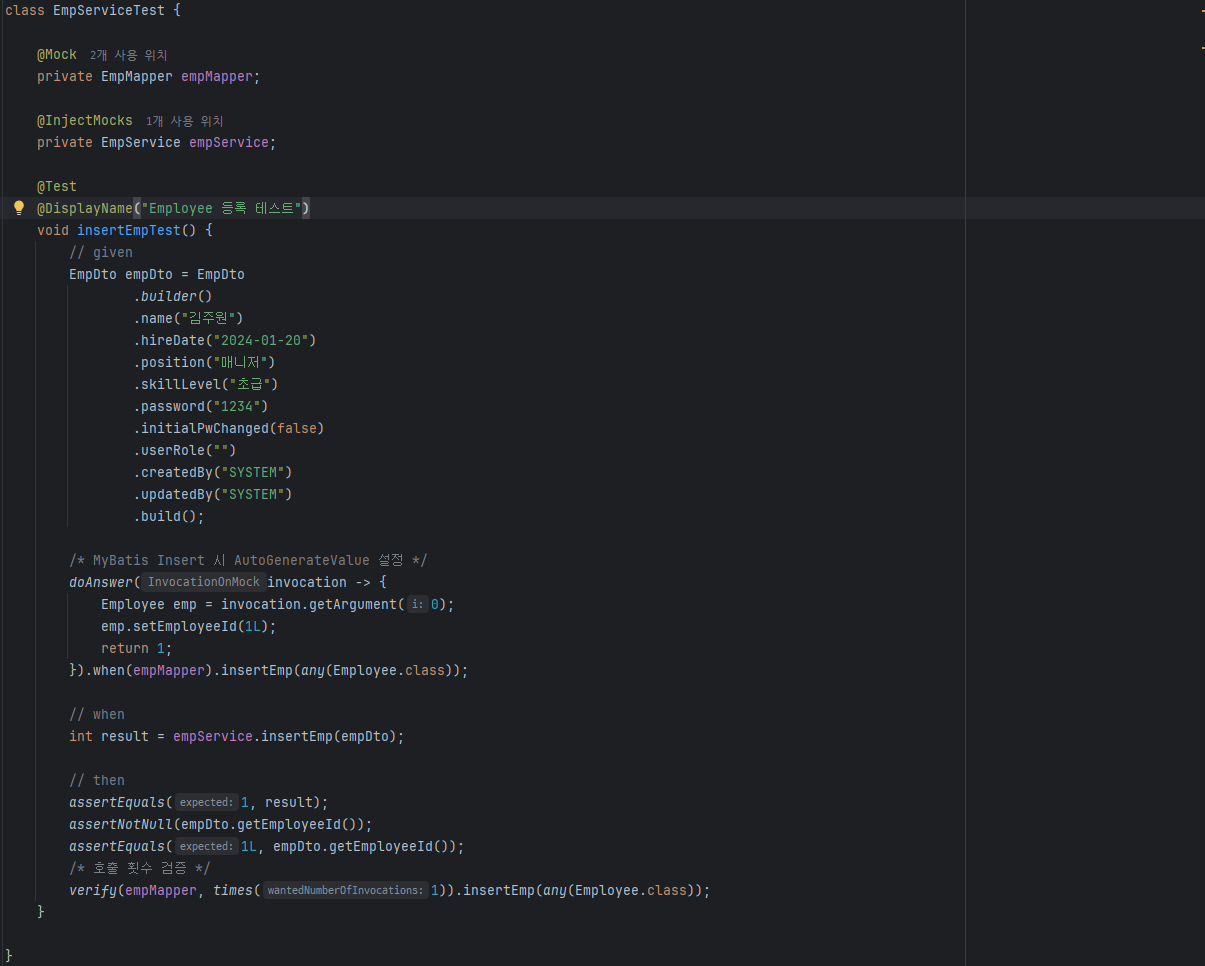 class EmpServiceTest {
@Mock 2개 사용 위치
private EmpMapper empMapper;
@InjectMocks 1개 사용 위치
private EmpService empService;
@Test
@DisplayName("Employee 등록 테스트")
void insertEmpTest() {
// given
EmpDto empDto = EmpDto
.builder()
.name("김주원")
.hireDate("2024-01-20")
.position("매니저")
.skillLevel("초급")
.password("1234")
.initialPwChanged(false)
.userRole("")
.createdBy("SYSTEM")
.updatedBy("SYSTEM")
.build();
/* MyBatis Insert 시 AutoGenerateValue 설정 */
doAnswer( InvocationOnMock invocation -> {
Employee emp = invocation.getArgument( i: 0);
emp.setEmployeeId(1L);
return 1;
}).when(empMapper).insertEmp(any(Employee.class));
// when
int result = empService.insertEmp(empDto);
// then
assertEquals( expected: 1, result);
assertNotNull(empDto.getEmployeeId());
assertEquals( expected: 1L, empDto.getEmployeeId());
/* 호출 횟수 검증 */
verify(empMapper, times( wantedNumberOfInvocations: 1)).insertEmp(any(Employee.class));
}
}